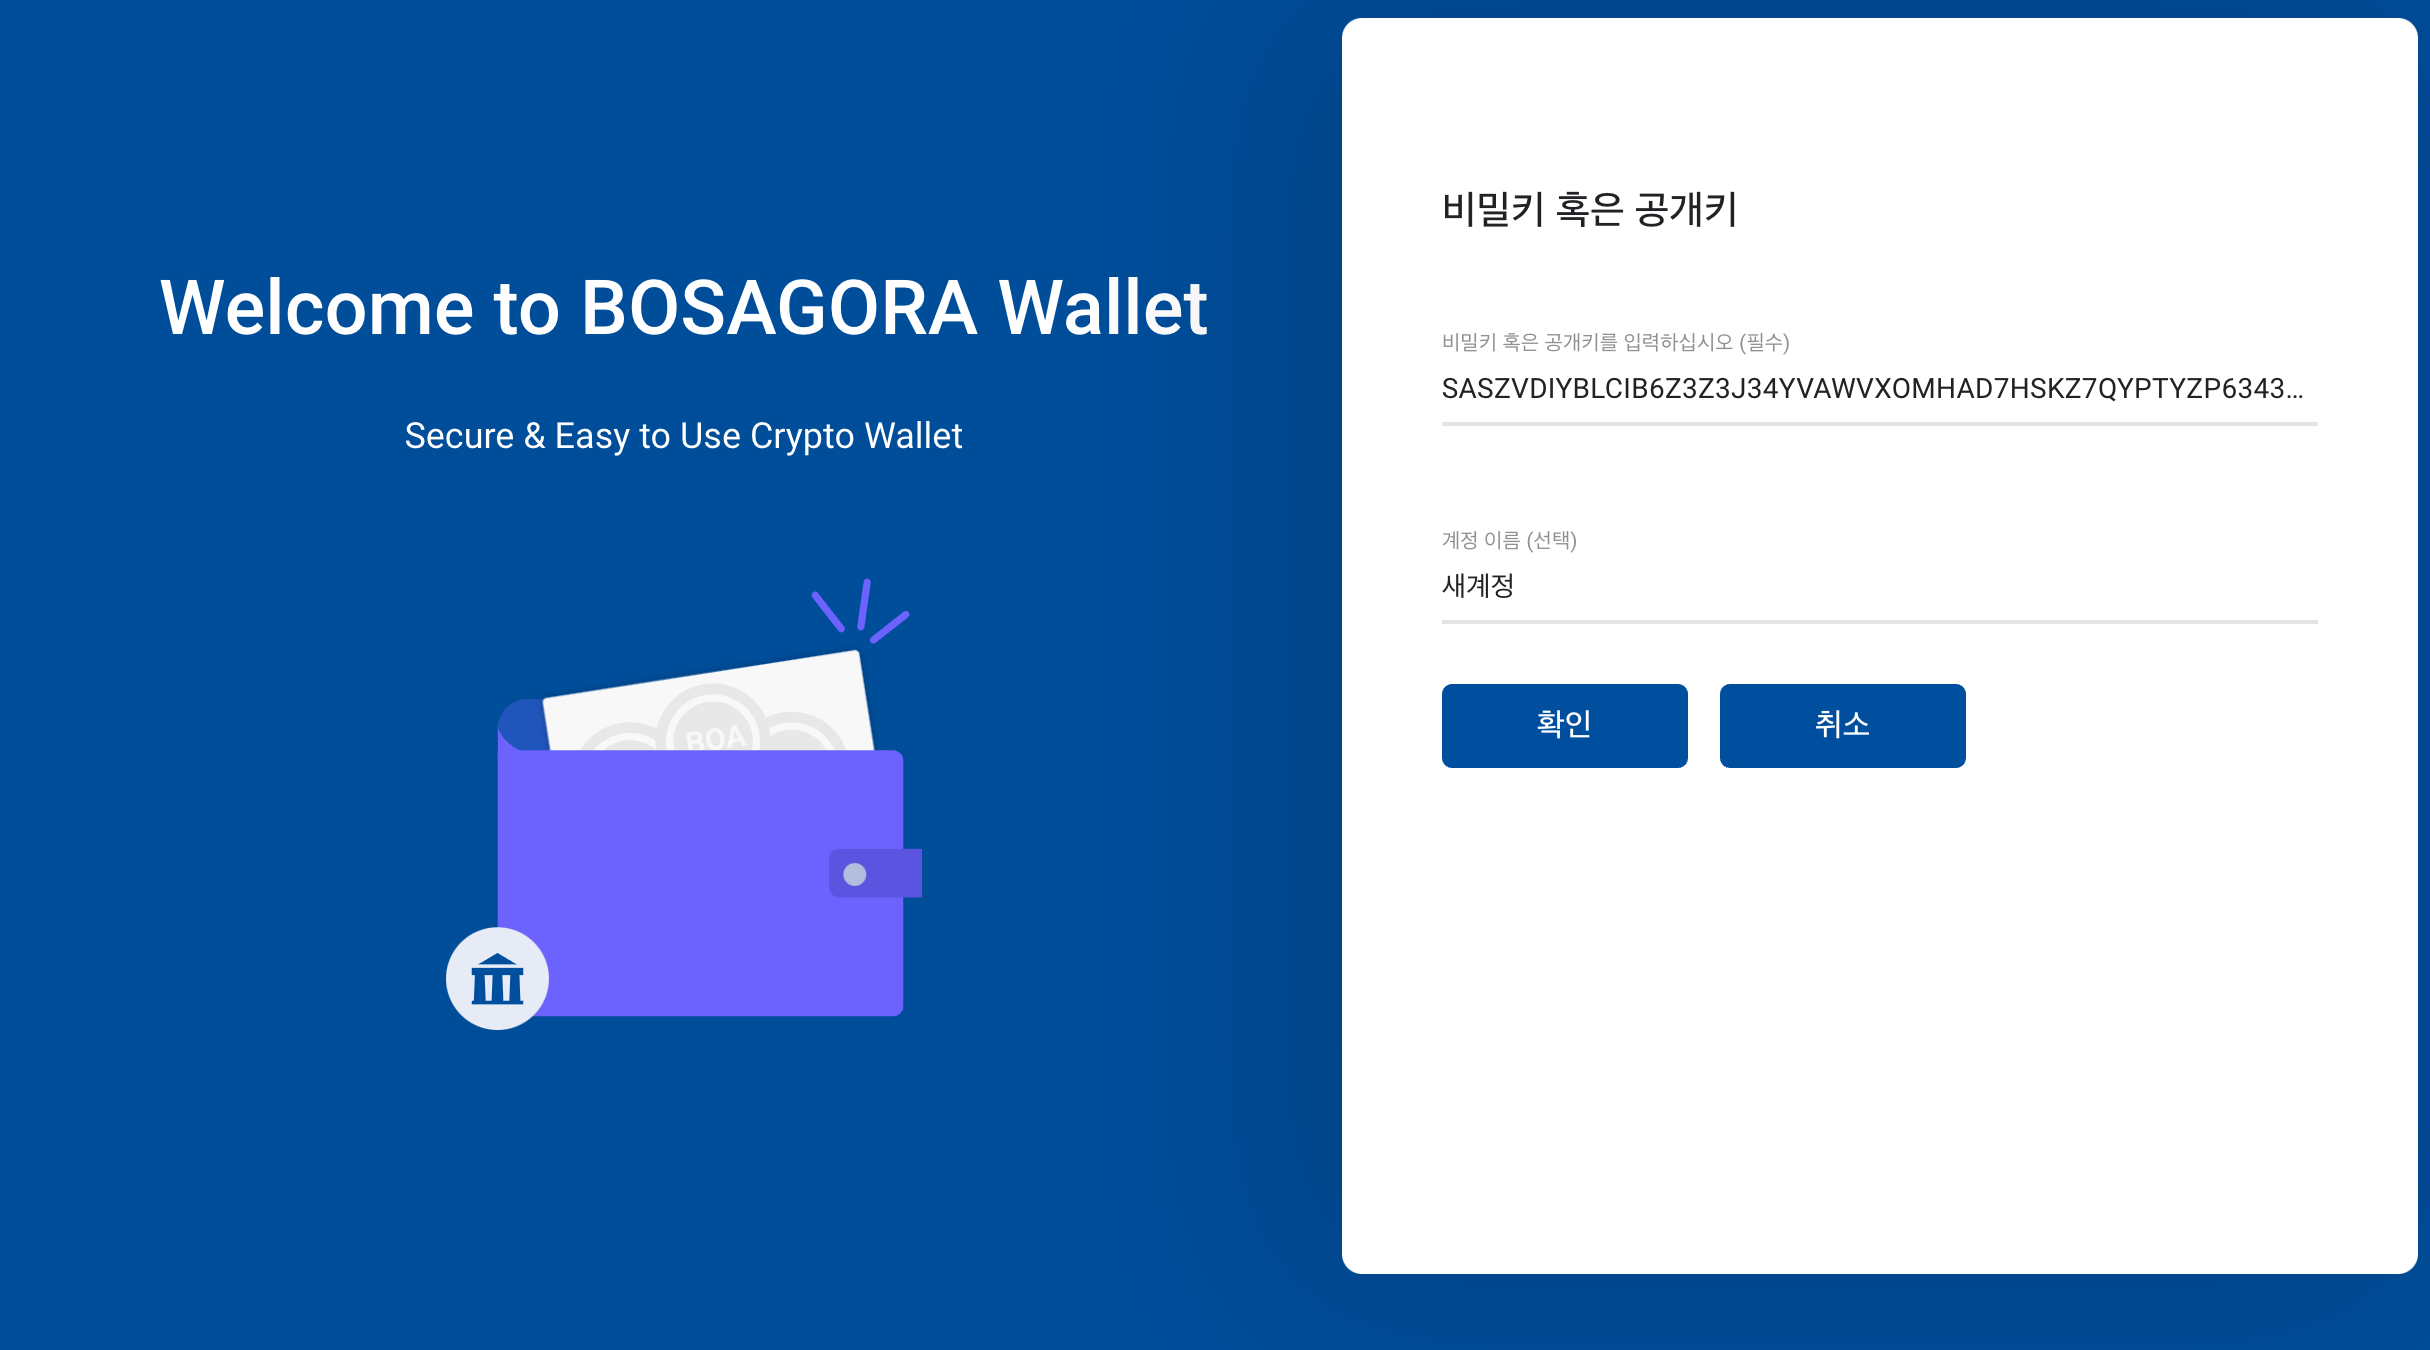 Welcome to BOSAGORA Wallet
Secure & Easy to Use Crypto Wallet
BOA
비밀키 혹은 공개키
비밀키 혹은 공개키를 입력하십시오 (필수)
SASZVDIYBLCIB6Z3Z3J34YVAWVXOMHAD7HSKZ7QYPTYZP6343...
계정 이름 (선택)
새계정
확인 취소